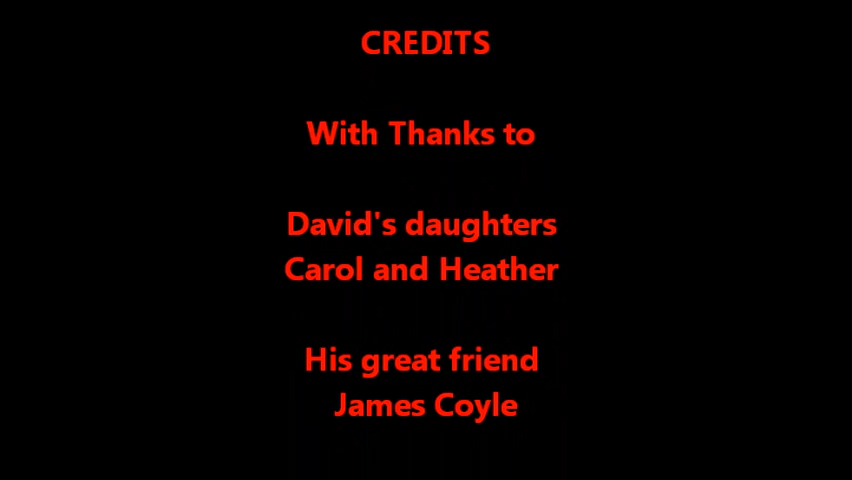 CREDITS
With Thanks to
David's daughters
Carol and Heather
His great friend
James Coyle